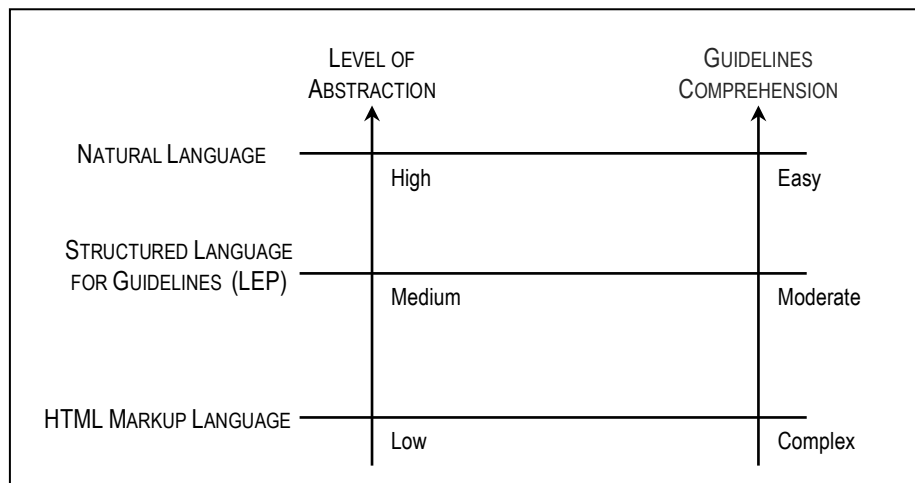 LEVEL OF
ABSTRACTION
GUIDELINES
COMPREHENSION
NATURAL LANGUAGE
High
Easy
STRUCTURED LANGUAGE
FOR GUIDELINES (LEP)
Medium
Moderate
HTML MARKUP LANGUAGE
Low
Complex